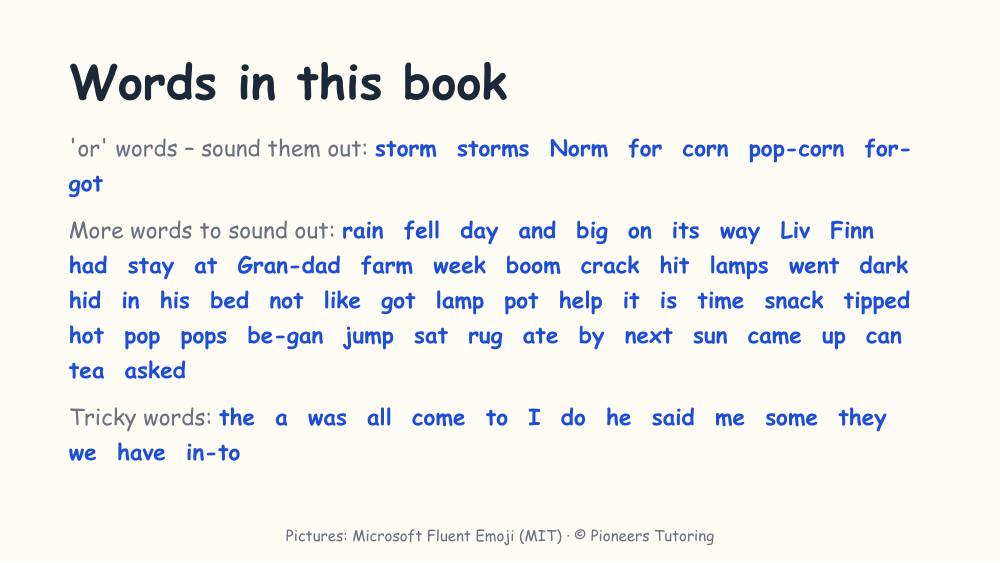 Words in this book
'or' words – sound them out: storm storms Norm for corn pop-corn for-
got
More words to sound out: rain fell day and big on its way Liv Finn
had stay at Gran-dad farm week boom crack hit lamps went dark
hid in his bed not like got lamp pot help it is time snack tipped
hot pop pops be-gan jump sat rug ate by next sun came up can
tea asked
Tricky words: the a was all come to I do he said me some they
we have in-to
Pictures: Microsoft Fluent Emoji (MIT) · © Pioneers Tutoring